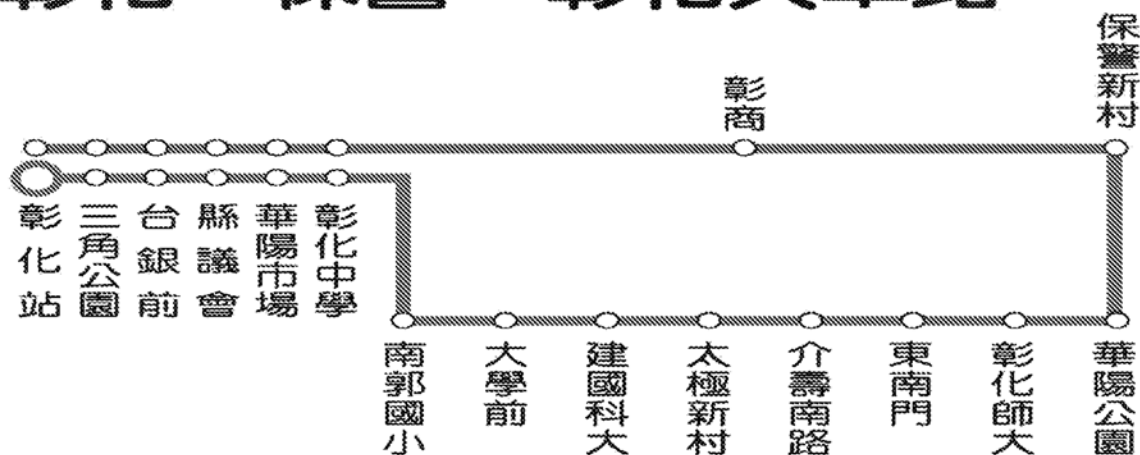 保警新村
彰商
彰化站
三角公園
台銀前
縣議會
華陽市場
彰化中學
南郭國小
大學前
建國科大
太極新村
介壽南路
東南門
彰化師大
華陽公園